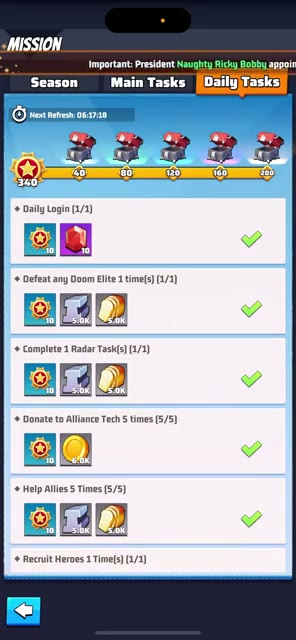 MISSION
Important: President Naughty Ricky Bobby appoin
Season
Main Tasks
Daily Tasks
Next Refresh: 06:17:18
340
40
80
120
160
200
Daily Login (1/1)
10
10
Defeat any Doom Elite 1 time(s) (1/1)
10
5.0K
5.0K
Complete 1 Radar Task(s) (1/1)
10
5.0K
5.0K
Donate to Alliance Tech 5 times (5/5)
10
6.0K
Help Allies 5 Times (5/5)
10
5.0K
5.0K
Recruit Heroes 1 Time(s) (1/1)